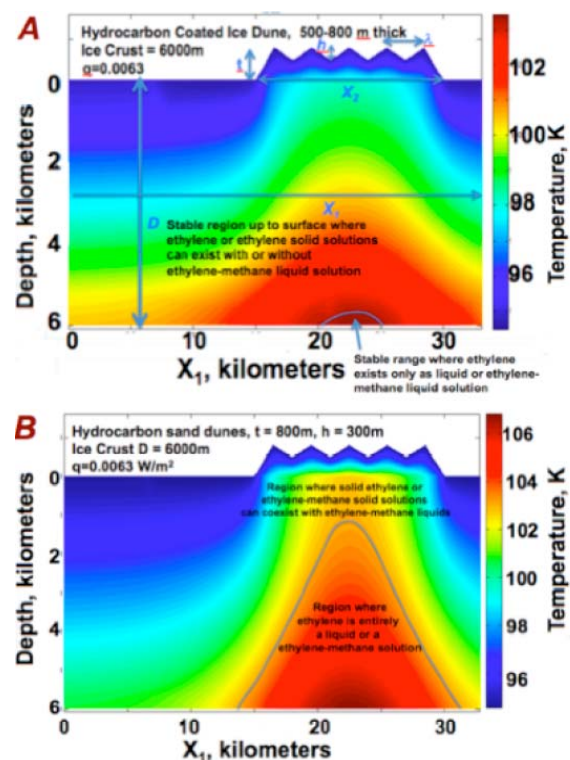 A
Hydrocarbon Coated Ice Dune, 500-800 m thick
Ice Crust = 6000m
q=0.0063
t
h
λ
X₂
0
2
4
6
Depth, kilometers
D
X₁
Stable region up to surface where
ethylene or ethylene solid solutions
can exist with or without
ethylene-methane liquid solution
0
10
20
30
X₁, kilometers
Stable range where ethylene
exists only as liquid or ethylene-
methane liquid solution
102
100
98
96
Temperature, K
B
Hydrocarbon sand dunes, t = 800m, h = 300m
Ice Crust D = 6000m
q=0.0063 W/m²
0
2
4
6
Depth, kilometers
Region where solid ethylene or
ethylene-methane solid solutions
can coexist with ethylene-methane liquids
Region where
ethylene is entirely
a liquid or a
ethylene-methane solution
0
10
20
30
X₁, kilometers
106
104
102
100
98
96
Temperature, K